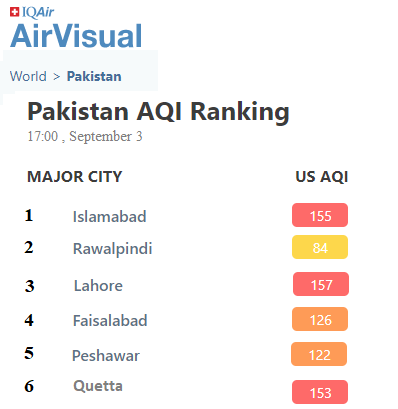 IQAir
AirVisual
World > Pakistan
Pakistan AQI Ranking
17:00 , September 3
MAJOR CITY US AQI
1 Islamabad 155
2 Rawalpindi 84
3 Lahore 157
4 Faisalabad 126
5 Peshawar 122
6 Quetta 153